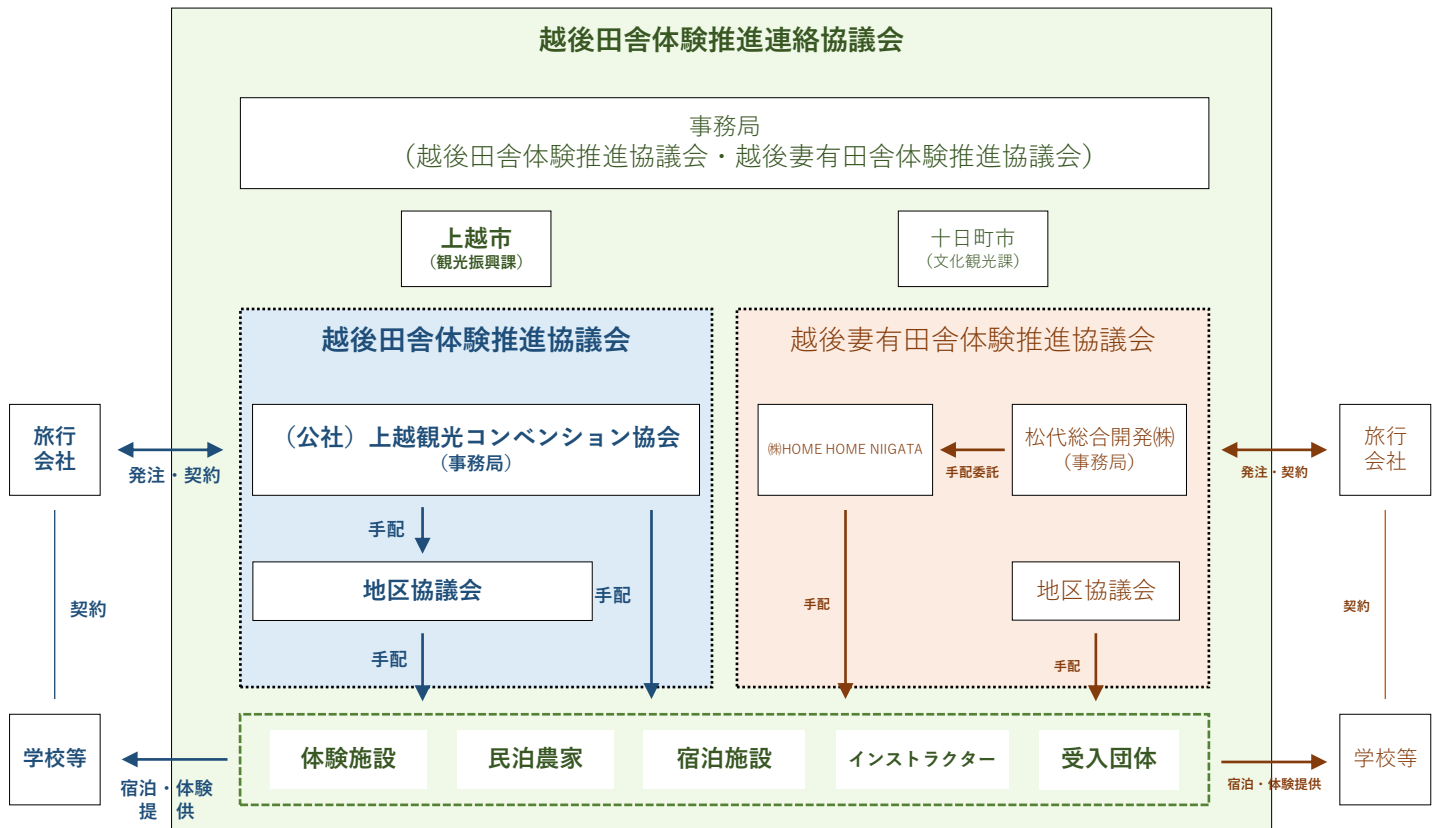 越後田舎体験推進連絡協議会
事務局
（越後田舎体験推進協議会・越後妻有田舎体験推進協議会）
上越市
（観光振興課）
十日町市
（文化観光課）
越後田舎体験推進協議会
越後妻有田舎体験推進協議会
旅行
会社
発注・契約
（公社）上越観光コンベンション協会
（事務局）
㈱HOME HOME NIIGATA
手配委託
松代総合開発㈱
（事務局）
発注・契約
旅行
会社
手配
地区協議会
手配
手配
契約
手配
地区協議会
手配
契約
学校等
宿泊・体験
提　供
体験施設
民泊農家
宿泊施設
インストラクター
受入団体
宿泊・体験提供
学校等